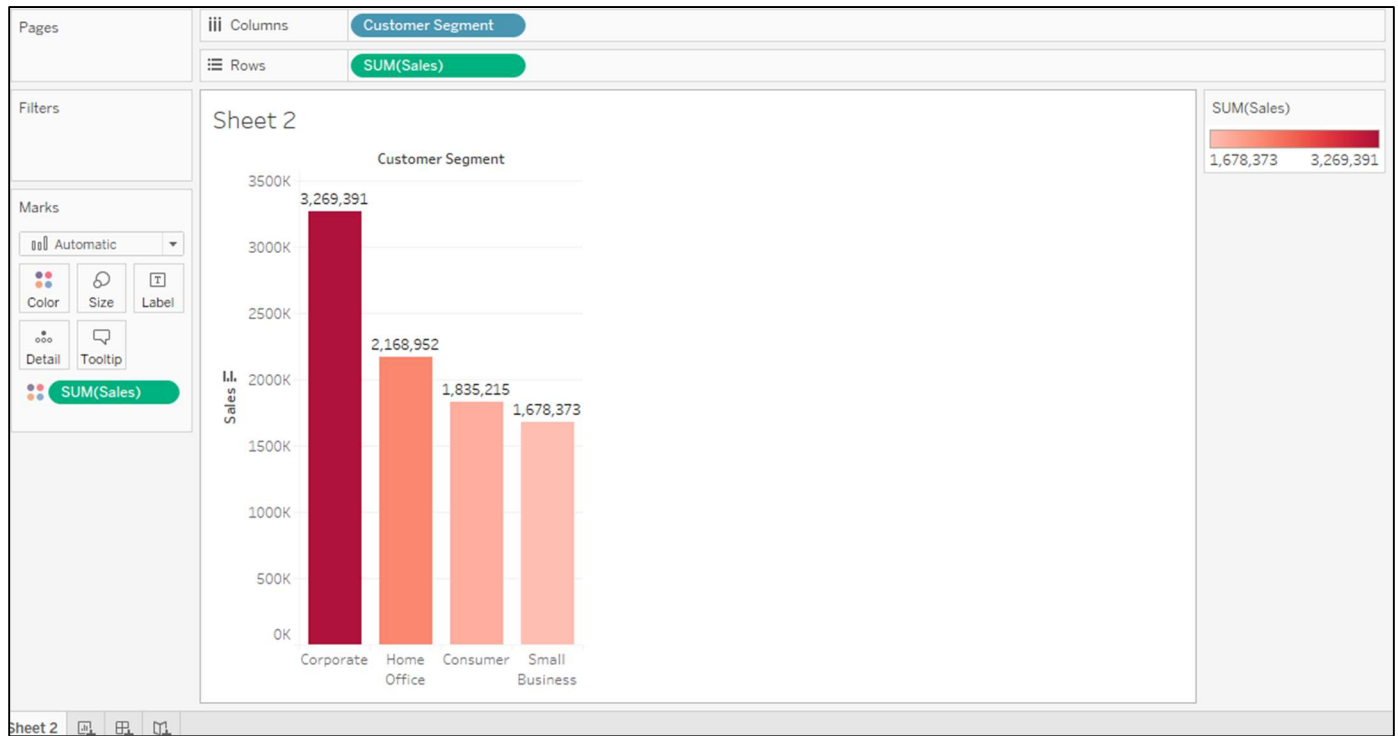 Pages
Columns
Customer Segment
Rows
SUM(Sales)
Filters
Marks
Automatic
Color
Size
T
Label
Detail
Tooltip
SUM(Sales)
Sheet 2
Customer Segment
3500K
3000K
2500K
2000K
1500K
1000K
500K
0K
Sales
3,269,391
2,168,952
1,835,215
1,678,373
Corporate
Home
Office
Consumer
Small
Business
SUM(Sales)
1,678,373 3,269,391
Sheet 2